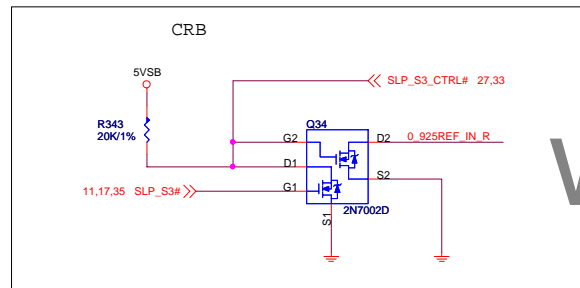 CRB
5VSB
SLP_S3_CTRL# 27,33
R343
20K/1%
Q34
G2
D2
0_925REF_IN_R
D1
S2
11,17,35 SLP_S3#
G1
2N7002D
S1